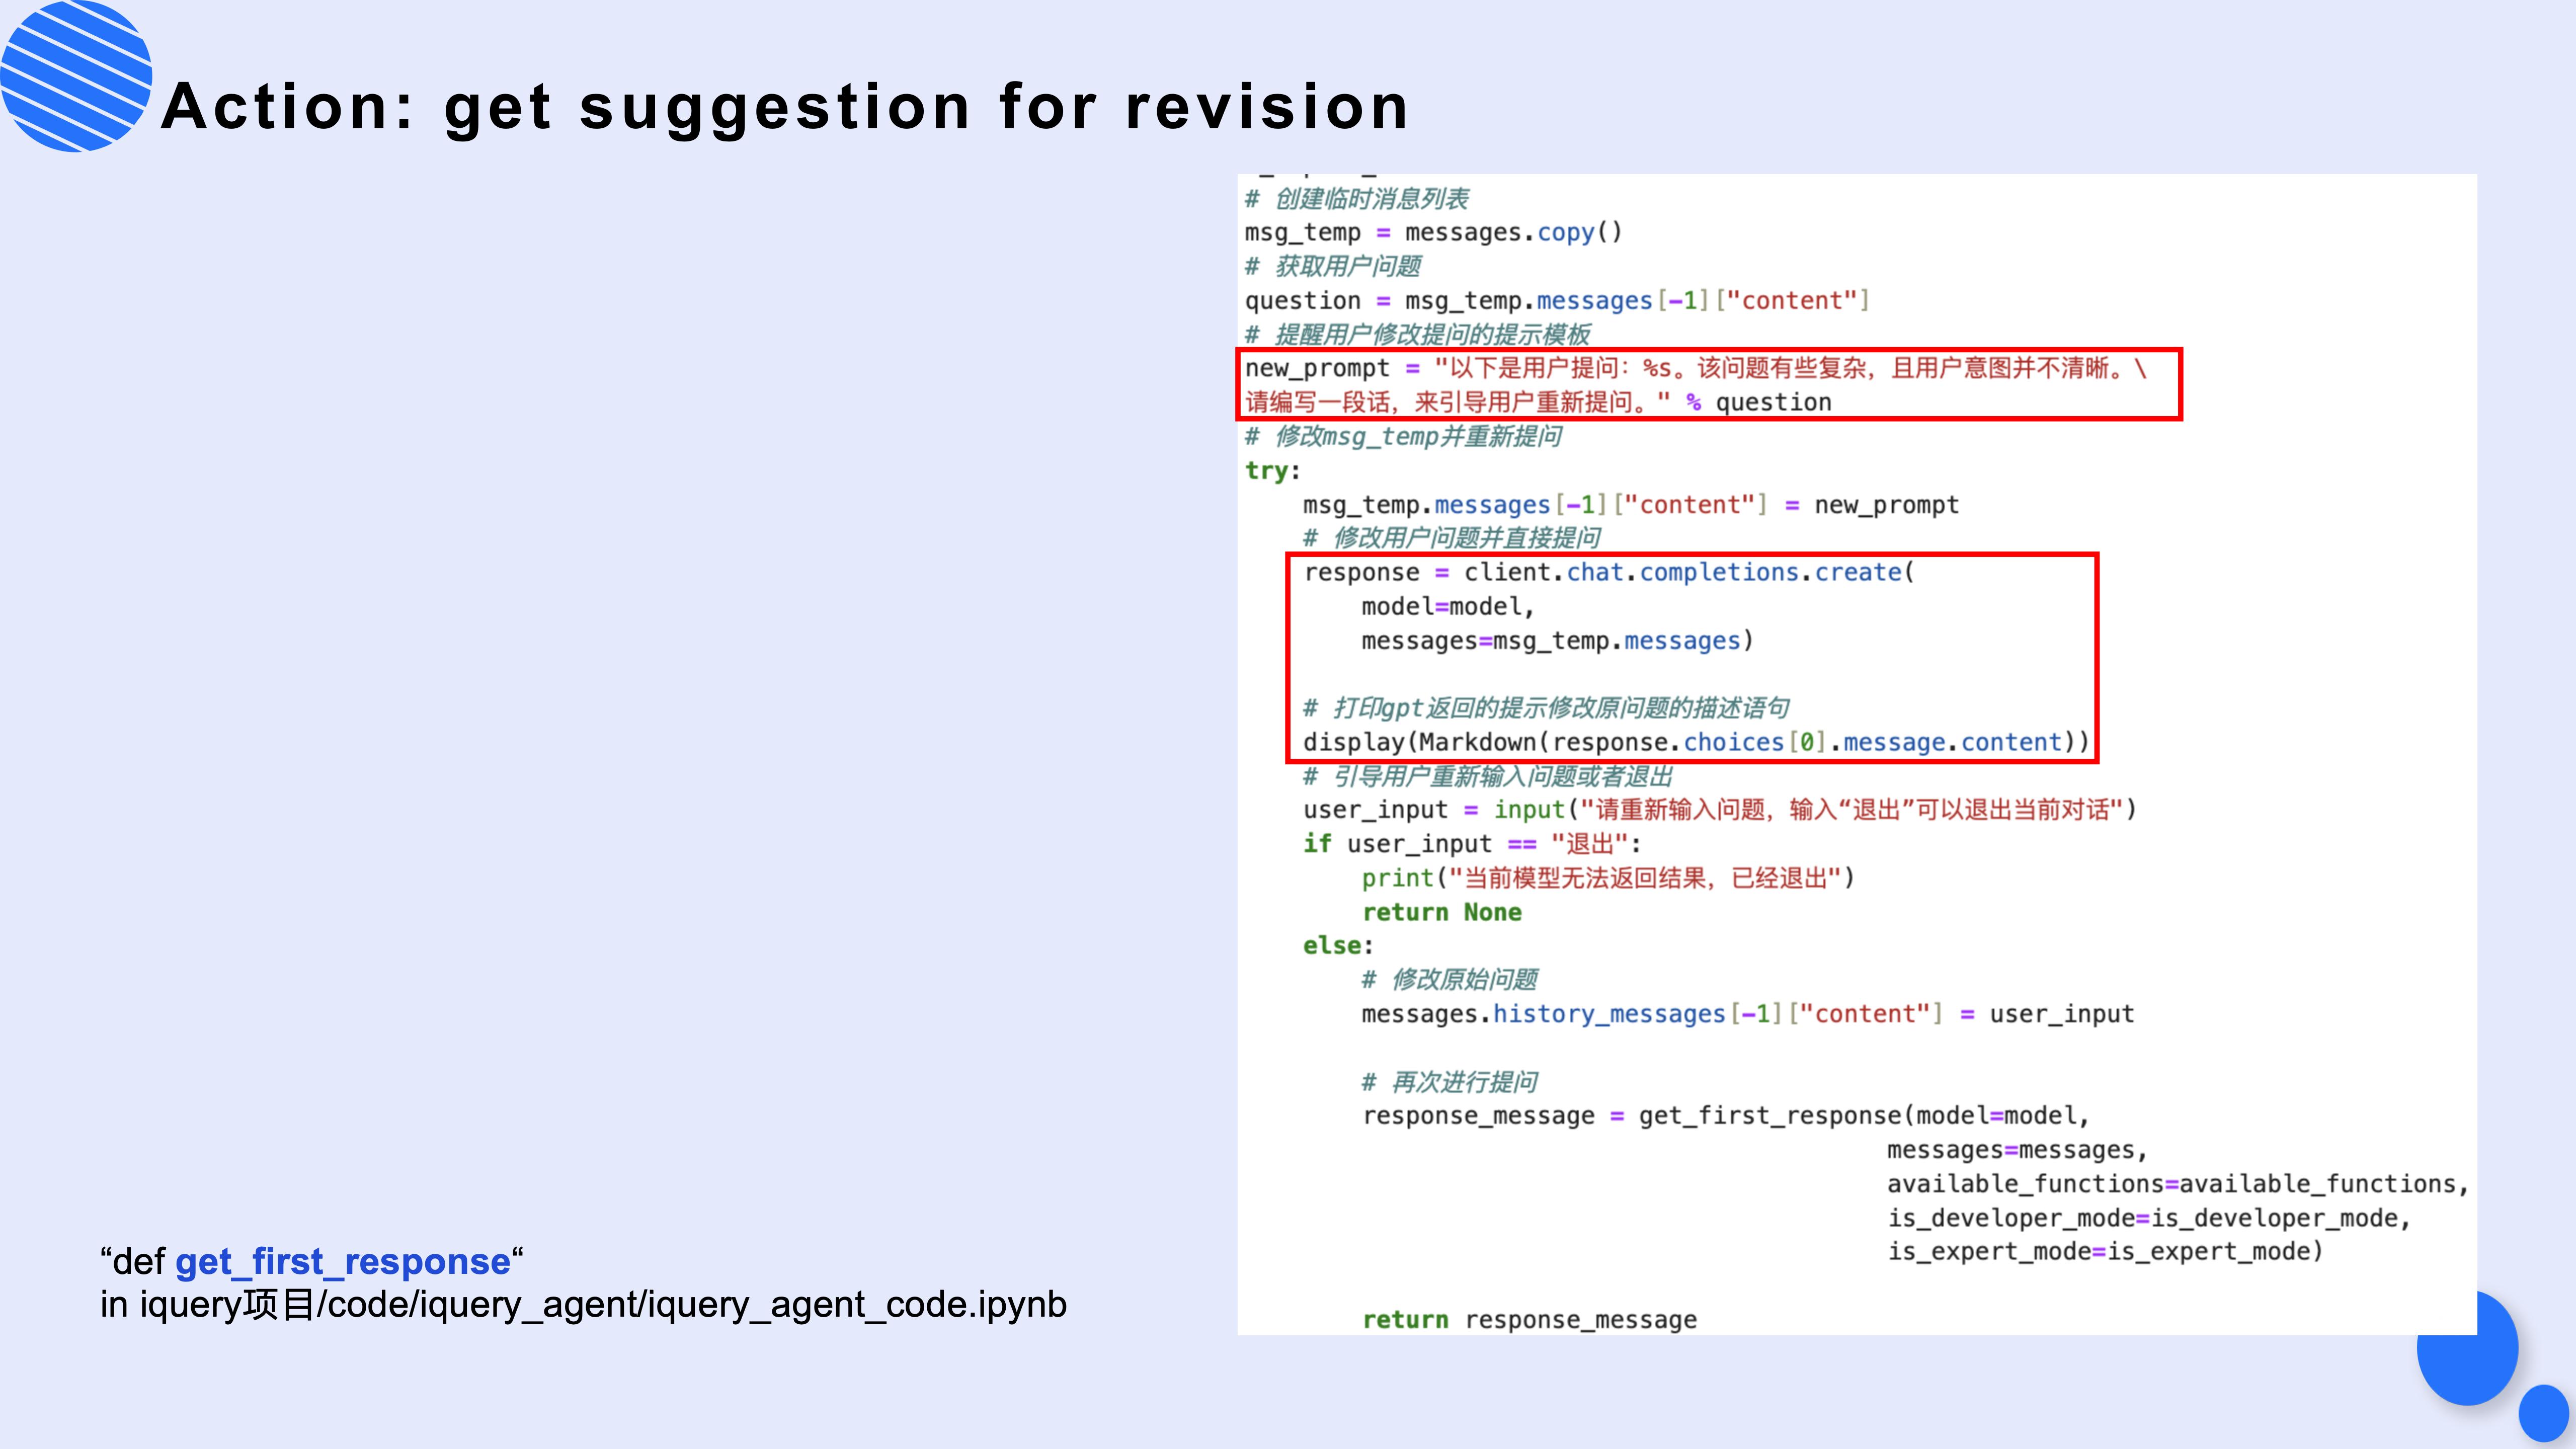 Action: get suggestion for revision
# 创建临时消息列表
msg_temp = messages.copy()
# 获取用户问题
question = msg_temp.messages[-1]["content"]
# 提醒用户修改提问的提示模板
new_prompt = "以下是用户提问：%s。该问题有些复杂，且用户意图并不清晰。\
请编写一段话，来引导用户重新提问。" % question
# 修改msg_temp并重新提问
try:
    msg_temp.messages[-1]["content"] = new_prompt
    # 修改用户问题并直接提问
    response = client.chat.completions.create(
        model=model,
        messages=msg_temp.messages)
    # 打印gpt返回的提示修改原问题的描述语句
    display(Markdown(response.choices[0].message.content))
    # 引导用户重新输入问题或者退出
    user_input = input("请重新输入问题，输入“退出”可以退出当前对话")
    if user_input == "退出":
        print("当前模型无法返回结果，已经退出")
        return None
    else:
        # 修改原始问题
        messages.history_messages[-1]["content"] = user_input
        # 再次进行提问
        response_message = get_first_response(model=model,
                                            messages=messages,
                                            available_functions=available_functions,
                                            is_developer_mode=is_developer_mode,
                                            is_expert_mode=is_expert_mode)
        return response_message
“def get_first_response“
in iquery项目/code/iquery_agent/iquery_agent_code.ipynb